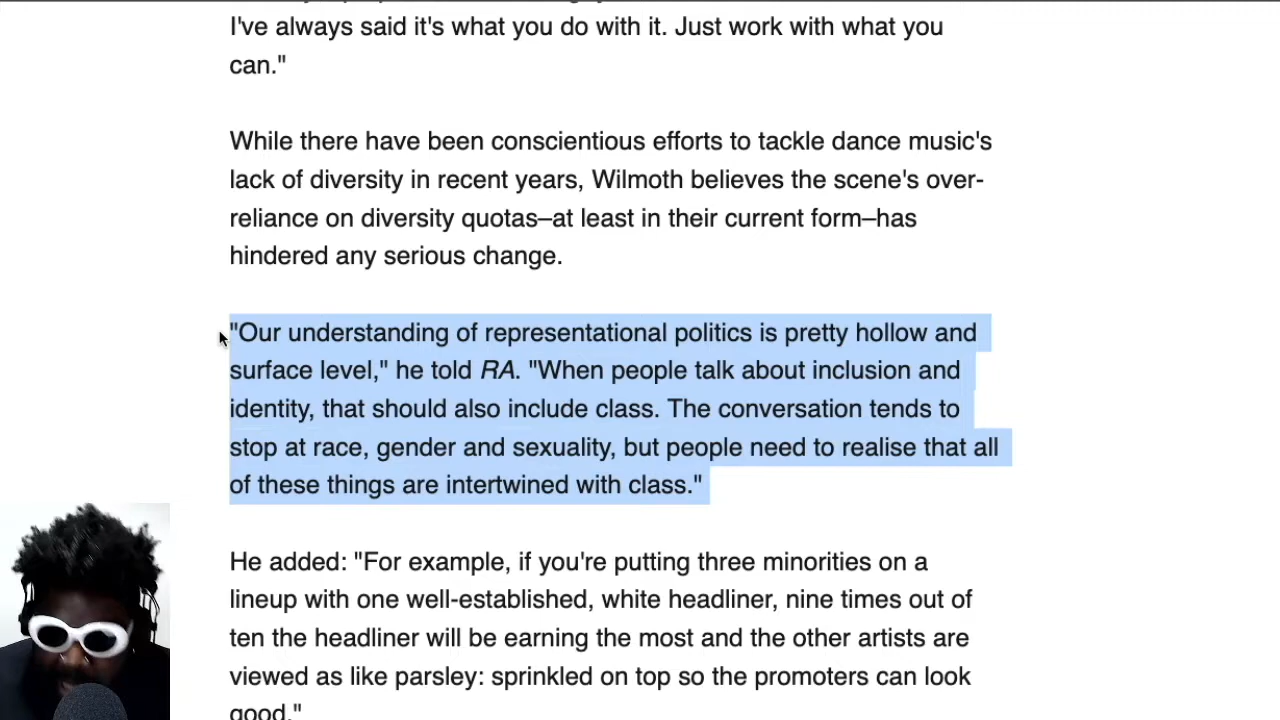 I've always said it's what you do with it. Just work with what you
can."
While there have been conscientious efforts to tackle dance music's
lack of diversity in recent years, Wilmoth believes the scene's over-
reliance on diversity quotas—at least in their current form—has
hindered any serious change.
"Our understanding of representational politics is pretty hollow and
surface level," he told RA. "When people talk about inclusion and
identity, that should also include class. The conversation tends to
stop at race, gender and sexuality, but people need to realise that all
of these things are intertwined with class."
He added: "For example, if you're putting three minorities on a
lineup with one well-established, white headliner, nine times out of
ten the headliner will be earning the most and the other artists are
viewed as like parsley: sprinkled on top so the promoters can look
good."